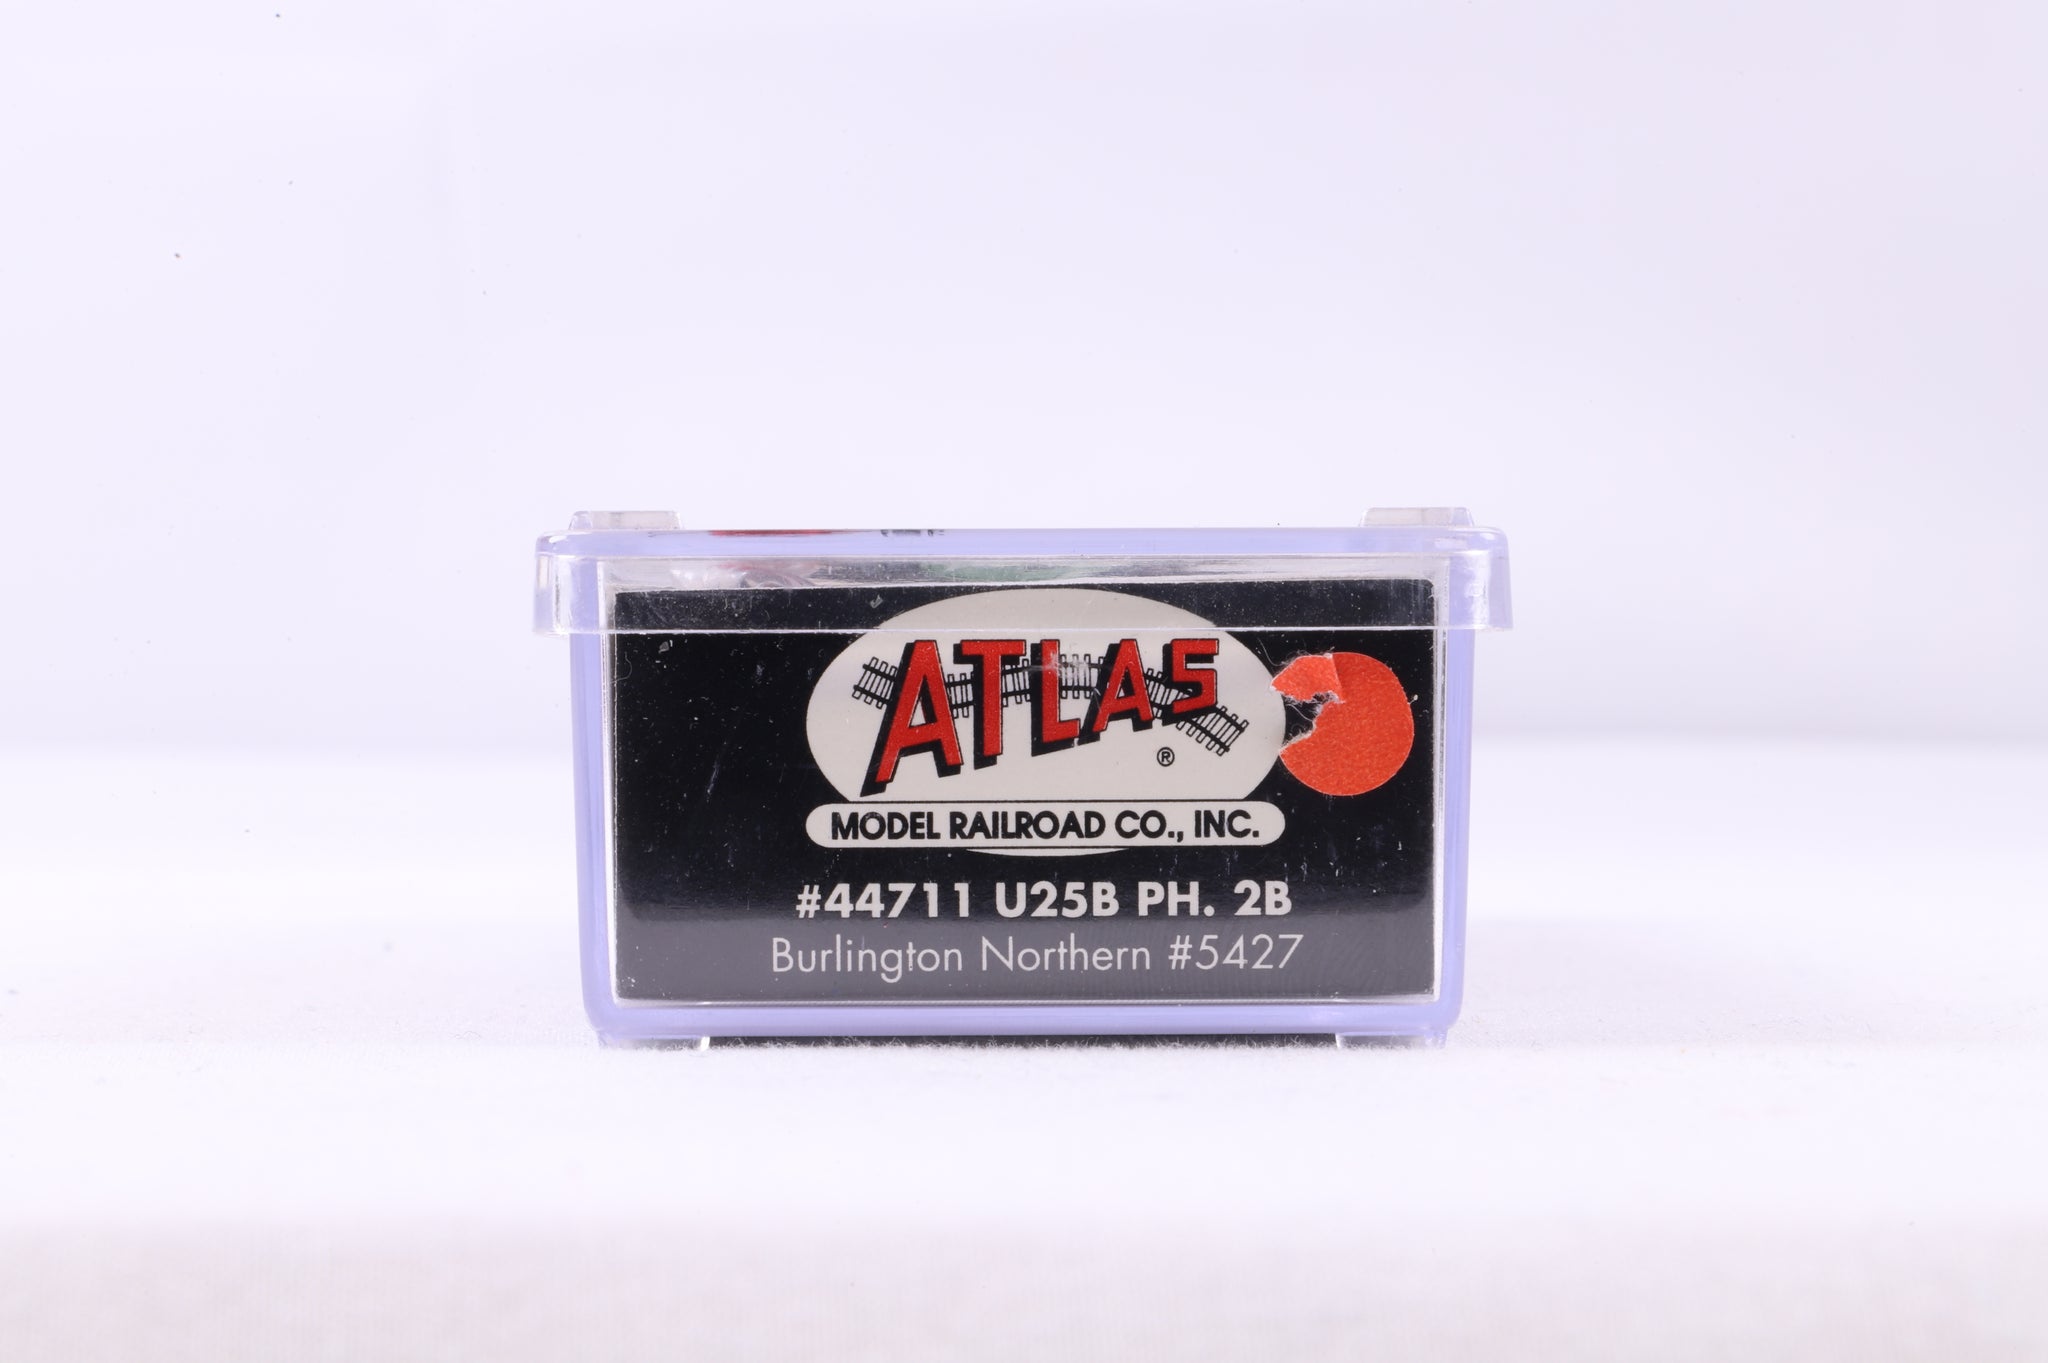 ATLAS
®
MODEL RAILROAD CO., INC.
#44711 U25B PH. 2B
Burlington Northern #5427